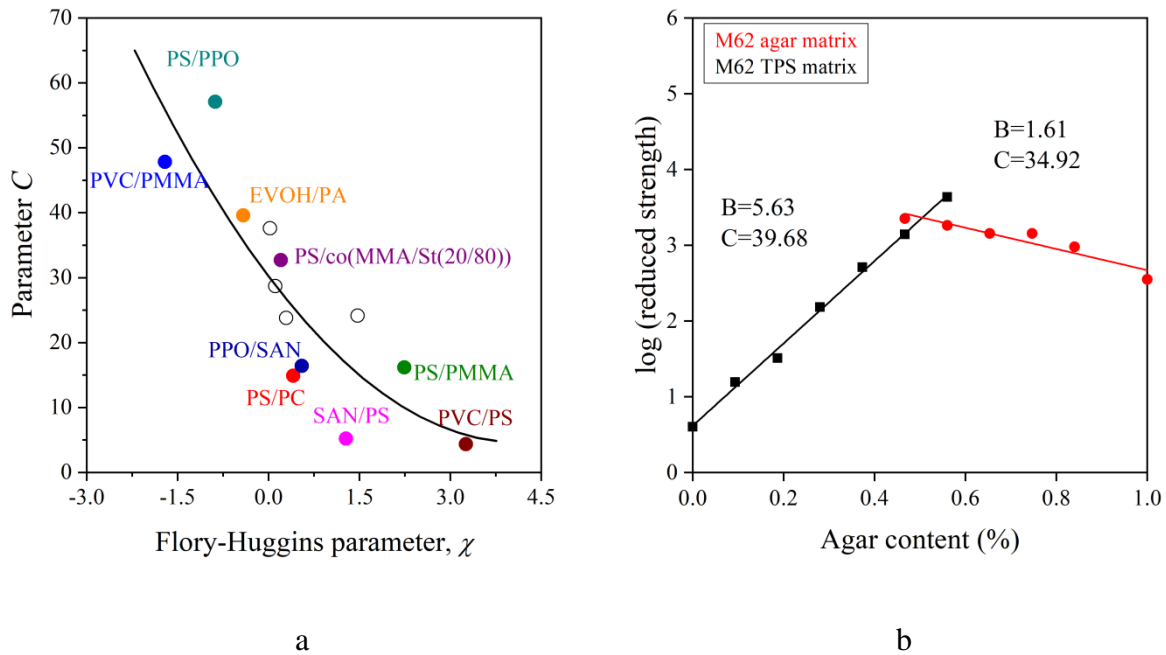 70
60
50
40
30
20
10
0
Parameter C
PS/PPO
PVC/PMMA
EVOH/PA
PS/co(MMA/St(20/80))
PPO/SAN
PS/PC
PS/PMMA
SAN/PS
PVC/PS
-3.0 -1.5 0.0 1.5 3.0 4.5
Flory-Huggins parameter, χ
a
6
5
4
3
2
1
0
log (reduced strength)
M62 agar matrix
M62 TPS matrix
B=1.61
C=34.92
B=5.63
C=39.68
0.0 0.2 0.4 0.6 0.8 1.0
Agar content (%)
b